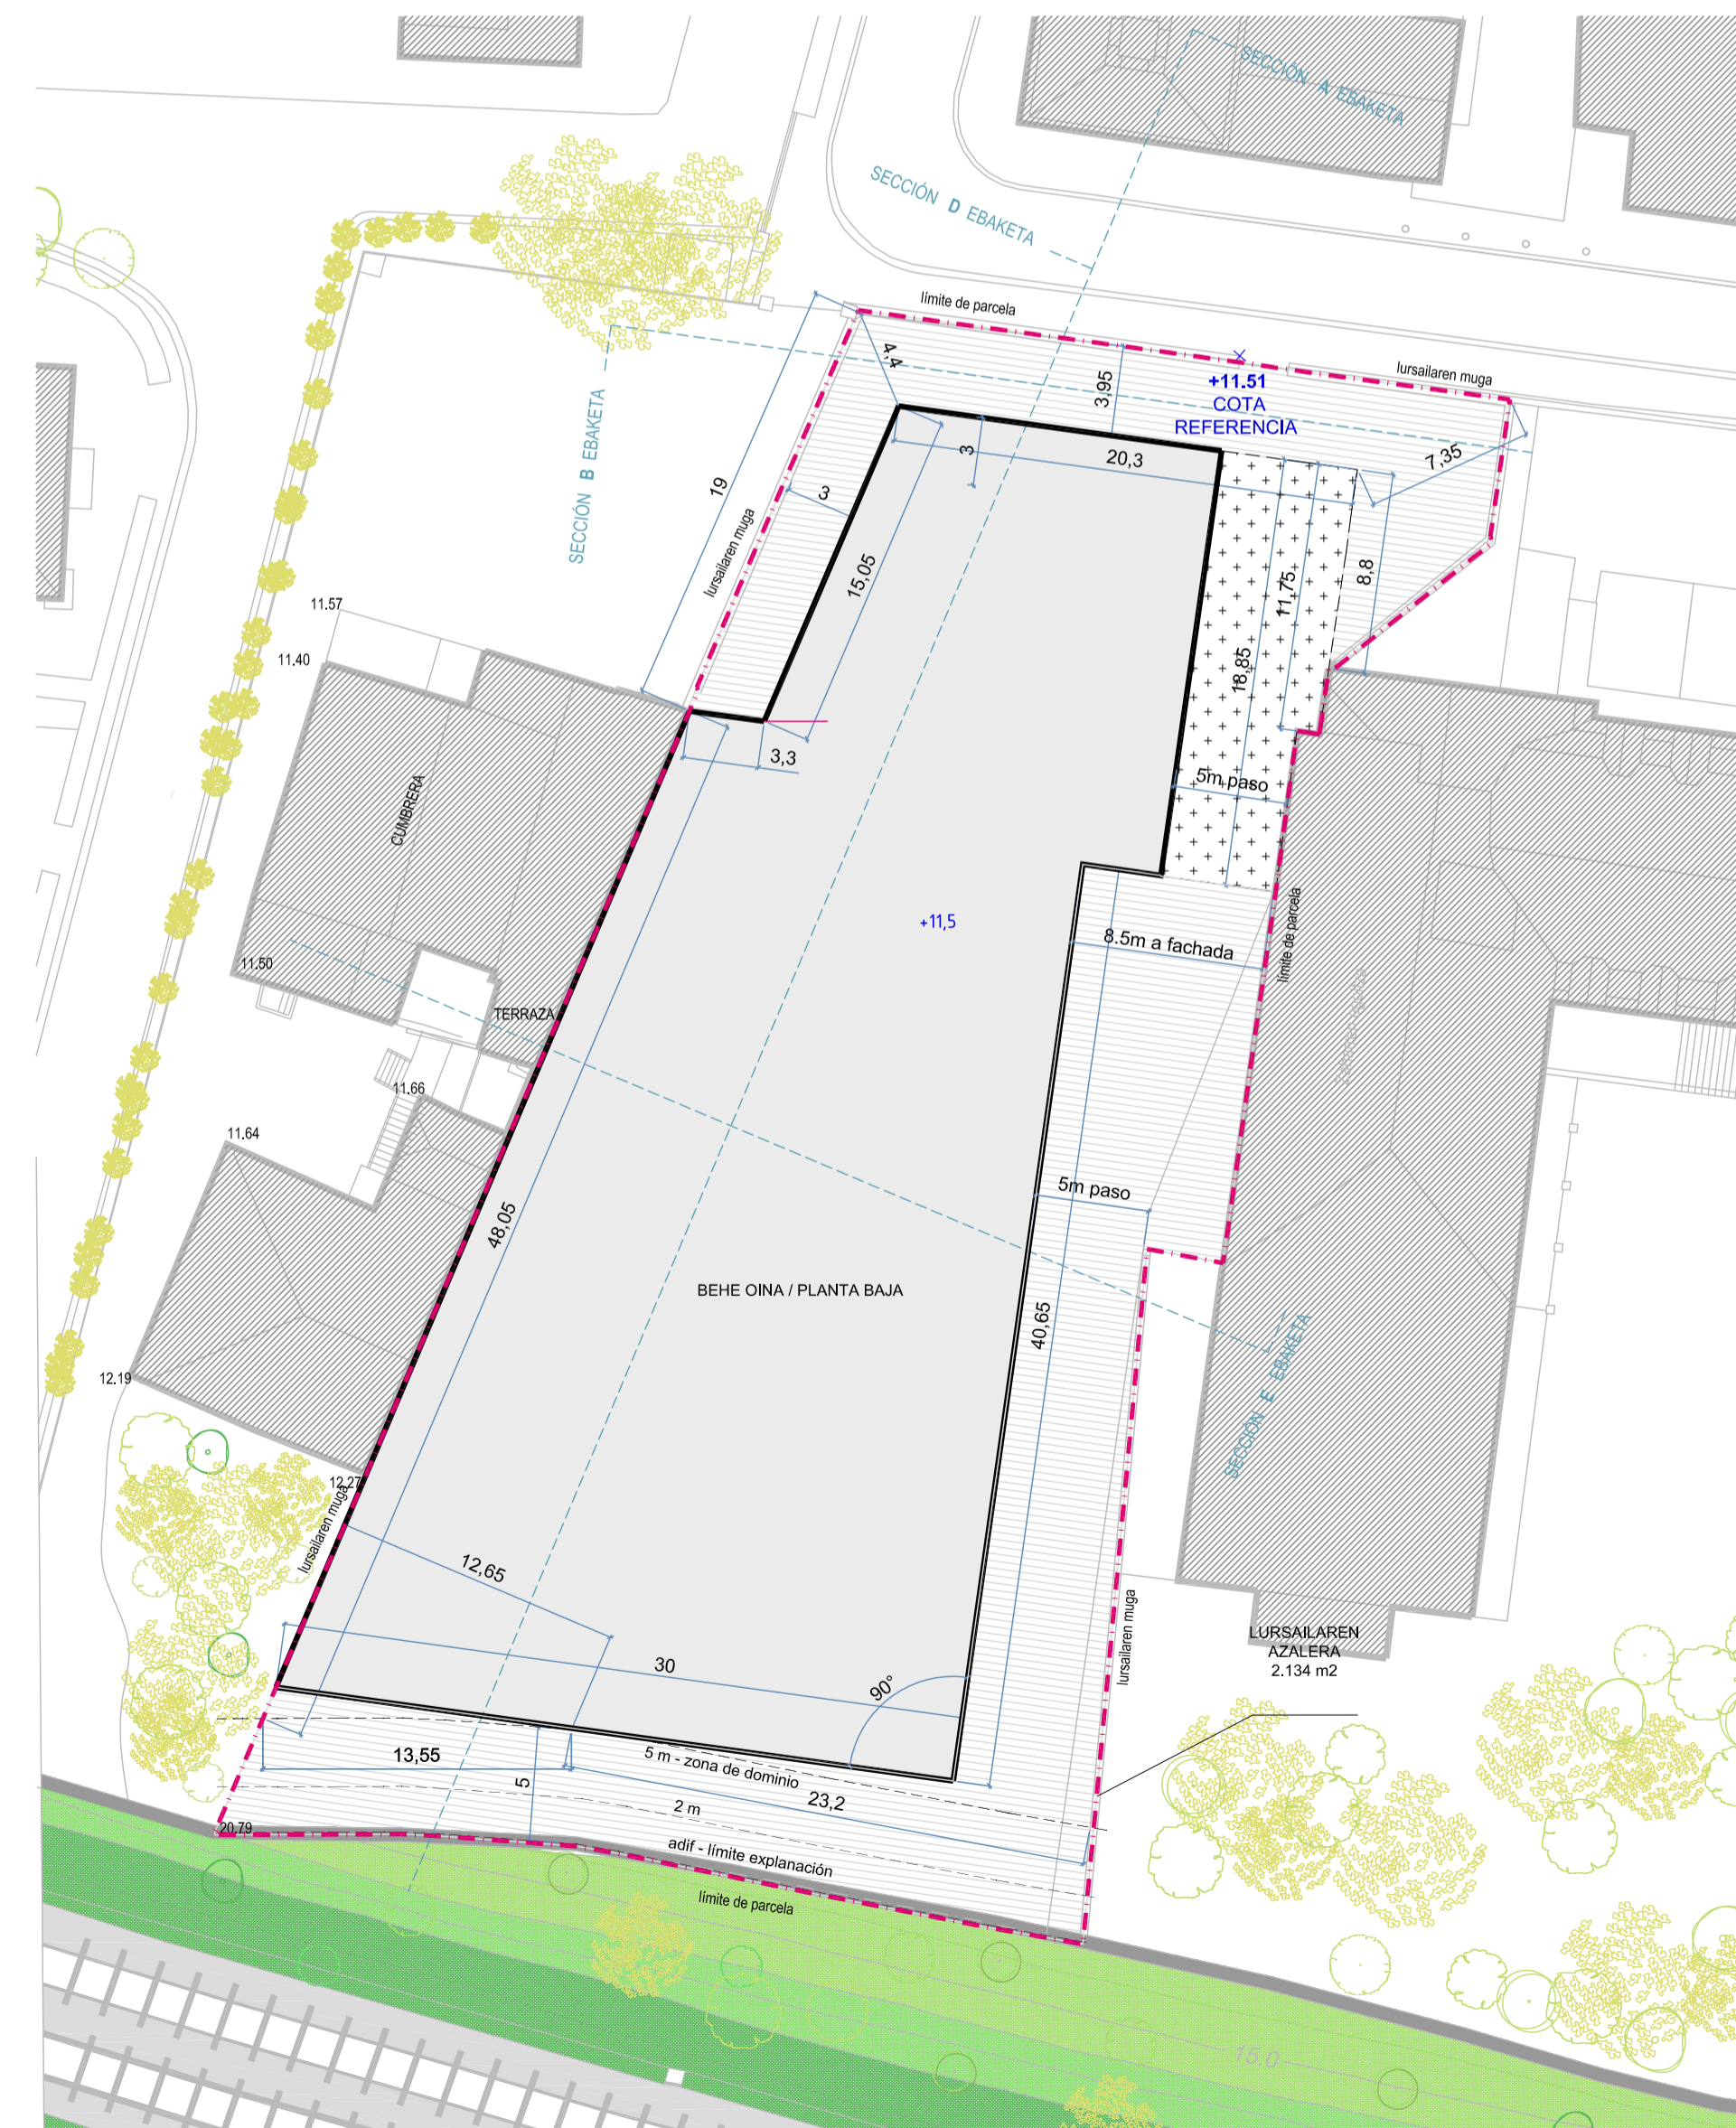 SECCIÓN A EBAKETA
SECCIÓN D EBAKETA
límite de parcela
lursailaren muga
+11.51
COTA
REFERENCIA
4,4
3,95
20,3
7,35
3
3
19
15,05
SECCIÓN B EBAKETA
lursailaren muga
11,75
8,8
18,85
11.57
11.40
3,3
5m paso
CUMBRERA
+11,5
8.5m a fachada
límite de parcela
11.50
TERRAZA
11.66
11.64
5m paso
48,05
BEHE OINA / PLANTA BAJA
40,65
SECCIÓN E EBAKETA
12.19
12.27
lursailaren muga
12,65
30
90°
lursailaren muga
LURSAILAREN
AZALERA
2.134 m2
13,55
5 m - zona de dominio
5
23,2
2 m
20.79
adif - límite explanación
límite de parcela
15.0